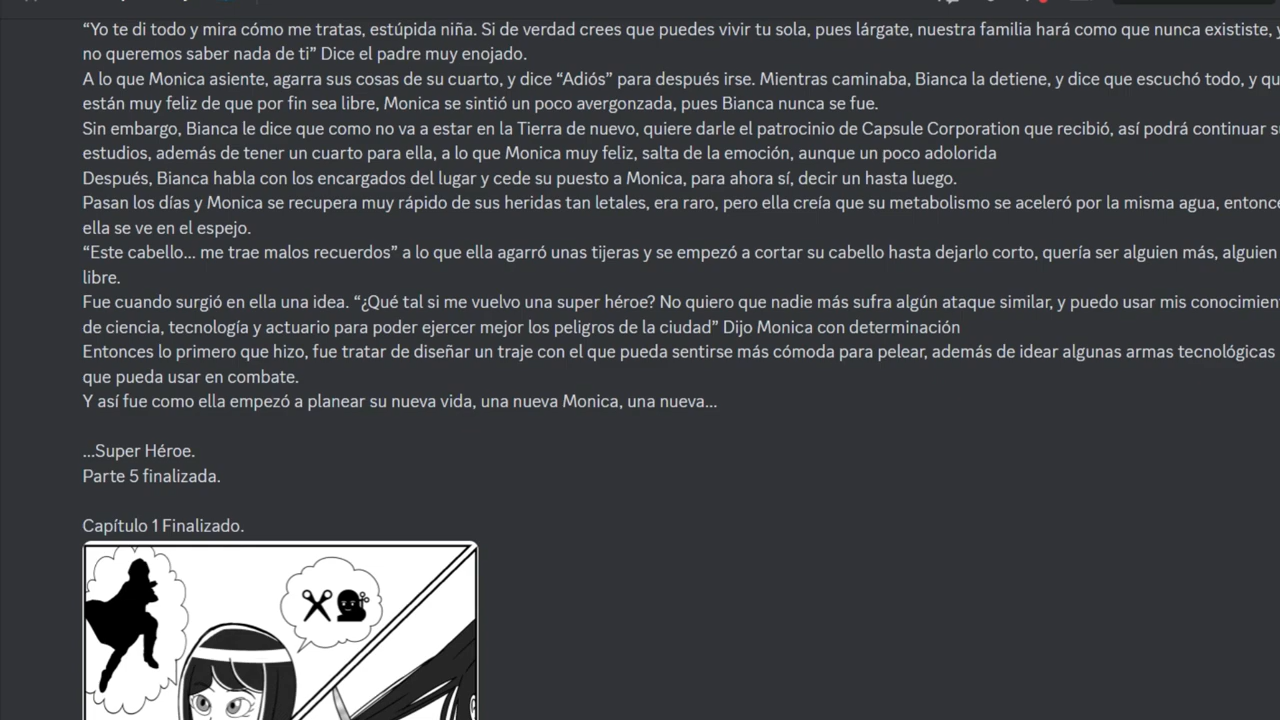 “Yo te di todo y mira cómo me tratas, estúpida niña. Si de verdad crees que puedes vivir tu sola, pues lárgate, nuestra familia hará como que nunca exististe, y
no queremos saber nada de ti” Dice el padre muy enojado.
A lo que Monica asiente, agarra sus cosas de su cuarto, y dice “Adiós” para después irse. Mientras caminaba, Bianca la detiene, y dice que escuchó todo, y qu
están muy feliz de que por fin sea libre, Monica se sintió un poco avergonzada, pues Bianca nunca se fue.
Sin embargo, Bianca le dice que como no va a estar en la Tierra de nuevo, quiere darle el patrocinio de Capsule Corporation que recibió, así podrá continuar s
estudios, además de tener un cuarto para ella, a lo que Monica muy feliz, salta de la emoción, aunque un poco adolorida
Después, Bianca habla con los encargados del lugar y cede su puesto a Monica, para ahora sí, decir un hasta luego.
Pasan los días y Monica se recupera muy rápido de sus heridas tan letales, era raro, pero ella creía que su metabolismo se aceleró por la misma agua, entonce
ella se ve en el espejo.
“Este cabello... me trae malos recuerdos” a lo que ella agarró unas tijeras y se empezó a cortar su cabello hasta dejarlo corto, quería ser alguien más, alguien
libre.
Fue cuando surgió en ella una idea. “¿Qué tal si me vuelvo una super héroe? No quiero que nadie más sufra algún ataque similar, y puedo usar mis conocimien
de ciencia, tecnología y actuario para poder ejercer mejor los peligros de la ciudad” Dijo Monica con determinación
Entonces lo primero que hizo, fue tratar de diseñar un traje con el que pueda sentirse más cómoda para pelear, además de idear algunas armas tecnológicas
que pueda usar en combate.
Y así fue como ella empezó a planear su nueva vida, una nueva Monica, una nueva...
...Super Héroe.
Parte 5 finalizada.
Capítulo 1 Finalizado.